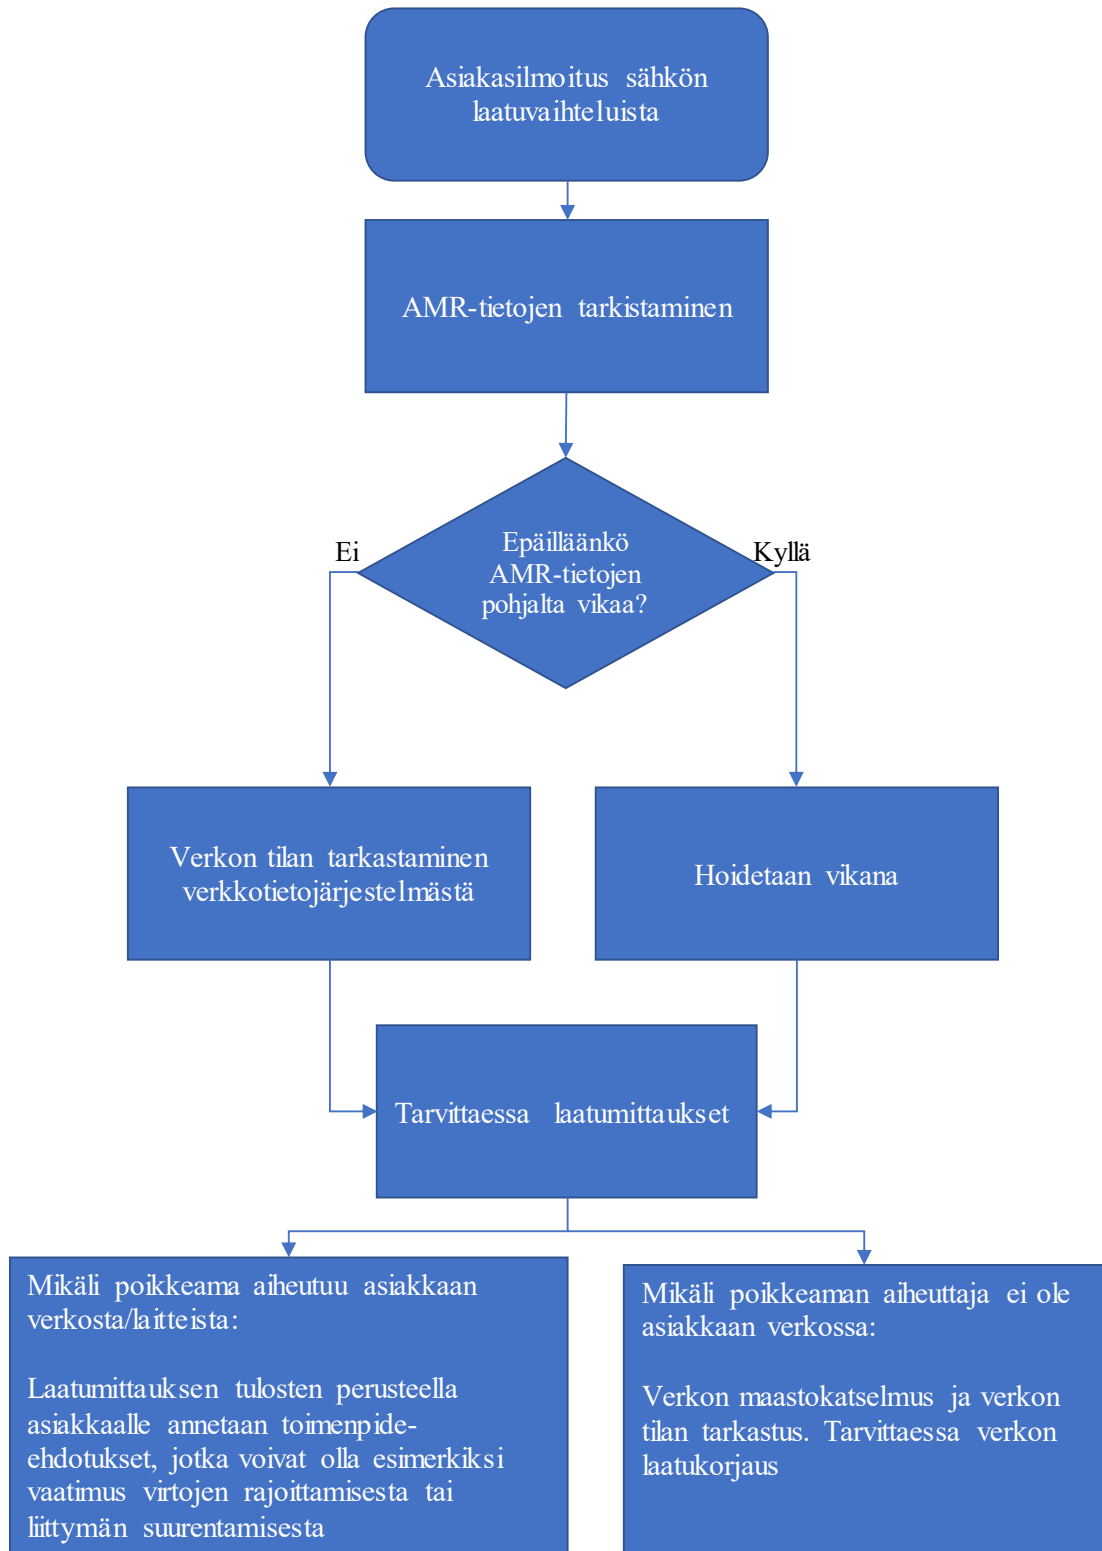 Asiakasilmoitus sähkön
laatuvaihteluista
AMR-tietojen tarkistaminen
Ei
Epäilläänkö
AMR-tietojen
pohjalta vikaa?
Kyllä
Verkon tilan tarkastaminen
verkkotietojärjestelmästä
Hoidetaan vikana
Tarvittaessa laatumittaukset
Mikäli poikkeama aiheutuu asiakkaan
verkosta/laitteista:
Laatumittauksen tulosten perusteella
asiakkaalle annetaan toimenpide-
ehdotukset, jotka voivat olla esimerkiksi
vaatimus virtojen rajoittamisesta tai
liittymän suurentamisesta
Mikäli poikkeaman aiheuttaja ei ole
asiakkaan verkossa:
Verkon maastokatselmus ja verkon
tilan tarkastus. Tarvittaessa verkon
laatukorjaus